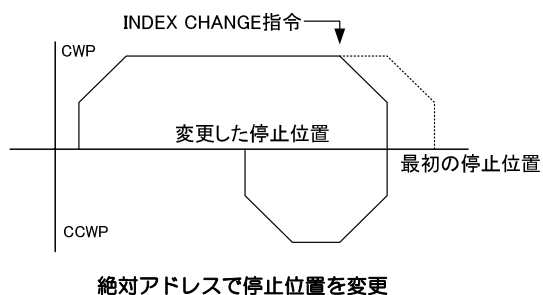 INDEX CHANGE指令
CWP
変更した停止位置
最初の停止位置
CCWP
絶対アドレスで停止位置を変更